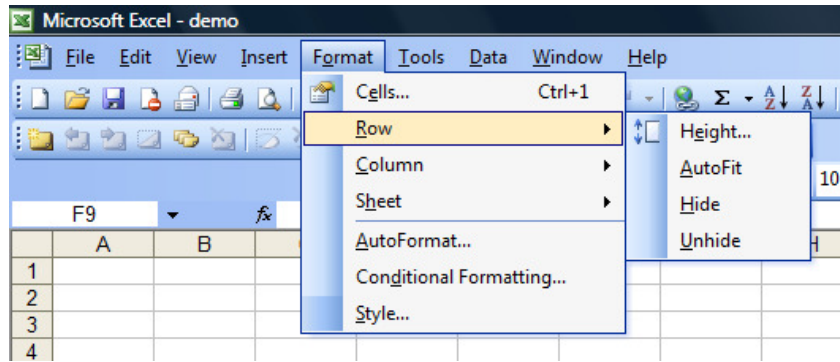 Microsoft Excel - demo
File Edit View Insert Format Tools Data Window Help
Cells... Ctrl+1
Row
Height...
Column
AutoFit
10
Sheet
Hide
F9 fx
AutoFormat...
Unhide
A B H
Conditional Formatting...
Style...
1
2
3
4